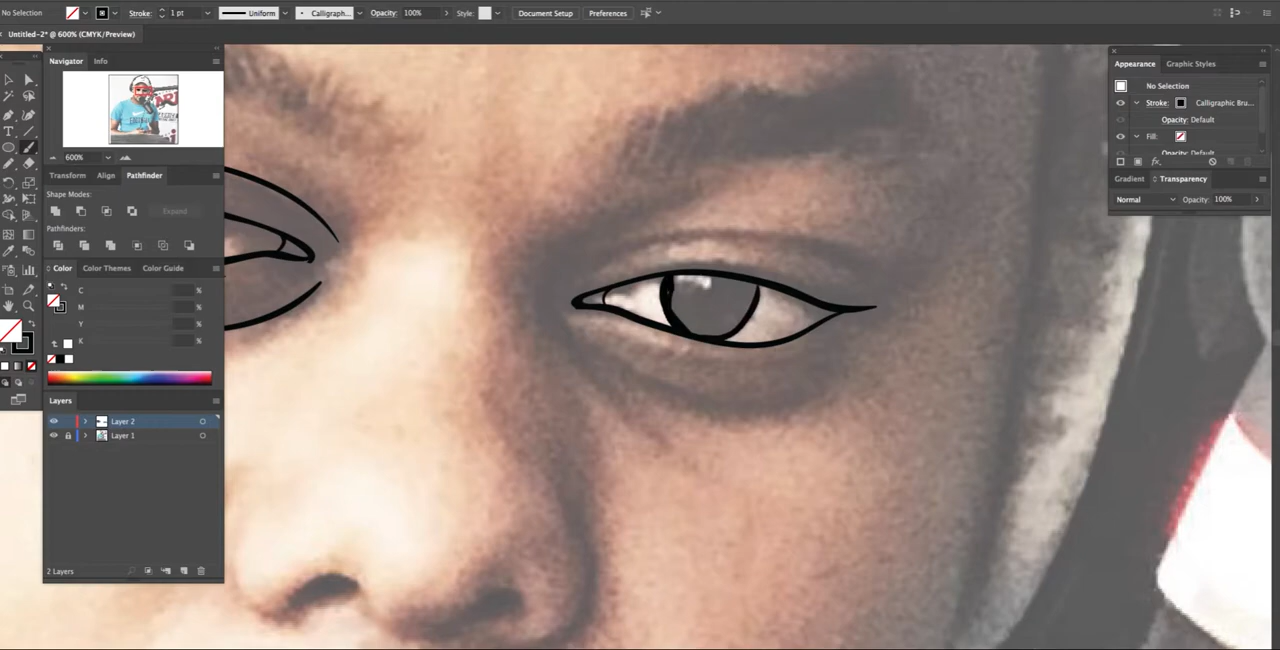 No Selection Stroke: 1 pt Uniform Calligraph... Opacity: 100% Style: Document Setup Preferences
Untitled-2* @ 600% (CMYK/Preview)
Navigator Info
600%
Transform Align Pathfinder
Shape Modes:
Expand
Pathfinders:
Color Color Themes Color Guide
C %
M %
Y %
K %
Layers
Layer 2
Layer 1
2 Layers
Appearance Graphic Styles
No Selection
Stroke: Calligraphic Bru...
Opacity: Default
Fill:
Opacity: Default
fx
Gradient Transparency
Normal Opacity: 100%